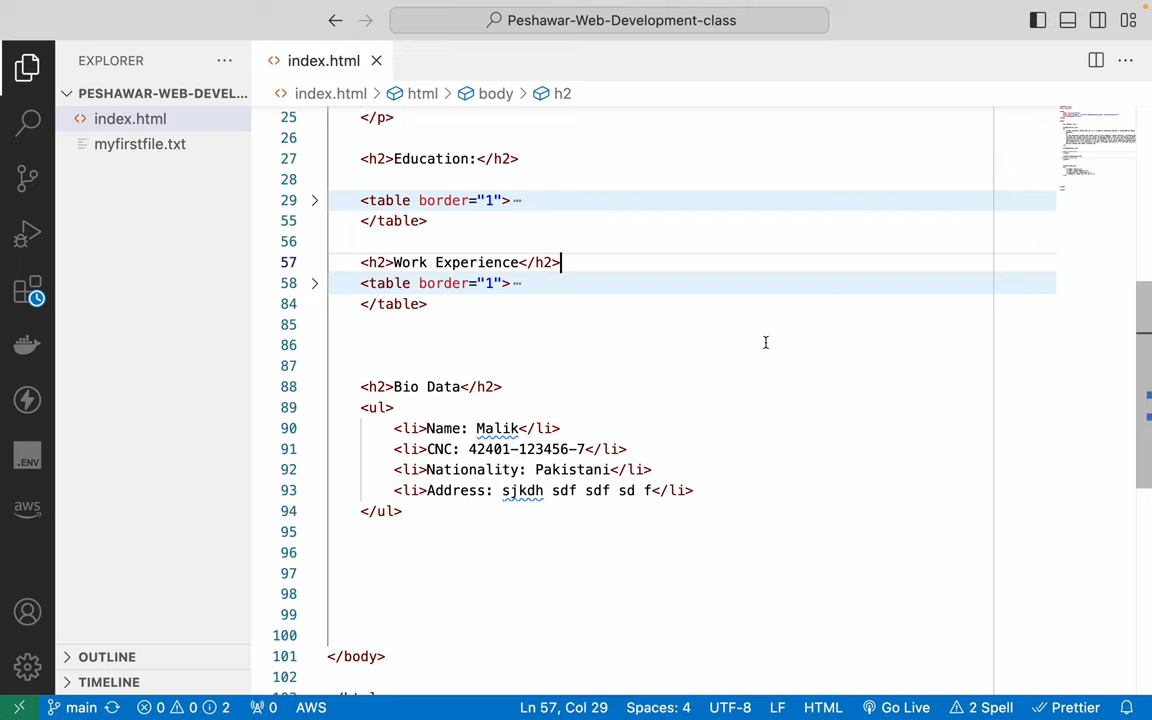 Peshawar-Web-Development-class
EXPLORER
index.html
PESHAWAR-WEB-DEVEL...
index.html
myfirstfile.txt
index.html > html > body > h2
25 </p>
26
27 <h2>Education:</h2>
28
29 <table border="1">…
55 </table>
56
57 <h2>Work Experience</h2>
58 <table border="1">…
84 </table>
85
86
87
88 <h2>Bio Data</h2>
89 <ul>
90 <li>Name: Malik</li>
91 <li>CNC: 42401-123456-7</li>
92 <li>Nationality: Pakistani</li>
93 <li>Address: sjkdh sdf sdf sd f</li>
94 </ul>
95
96
97
98
99
100
101 </body>
102
.ENV
aws
OUTLINE
TIMELINE
main 0 0 2 0 AWS Ln 57, Col 29 Spaces: 4 UTF-8 LF HTML Go Live 2 Spell Prettier